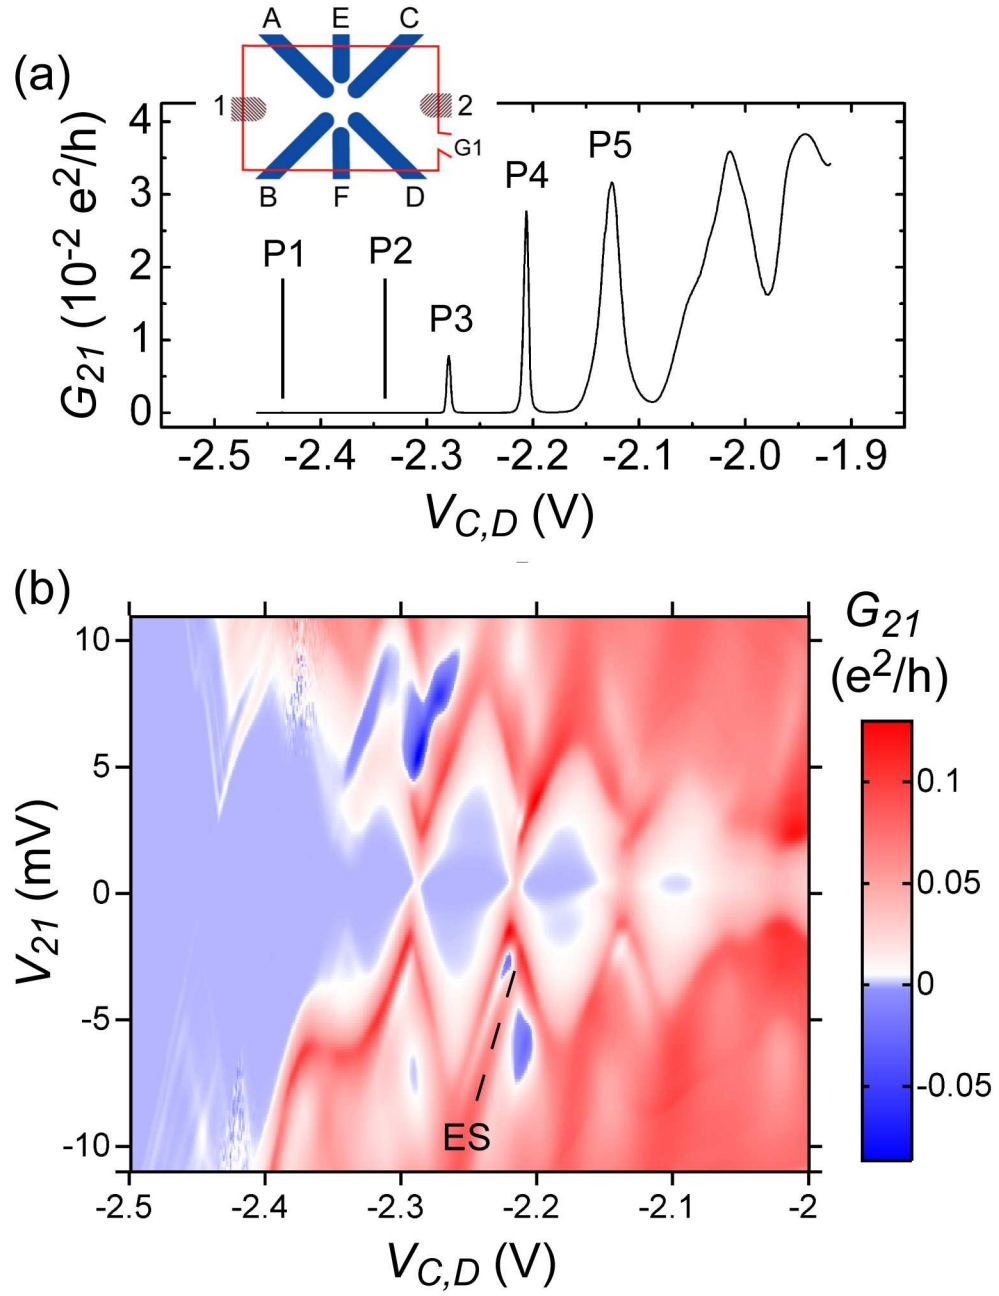 (a)
A E C
1 2
G1
B F D
G21 (10-2 e2/h)
4
3
2
1
0
P1 P2 P3 P4 P5
-2.5 -2.4 -2.3 -2.2 -2.1 -2.0 -1.9
VC,D (V)
(b)
V21 (mV)
10
5
0
-5
-10
ES
-2.5 -2.4 -2.3 -2.2 -2.1 -2
VC,D (V)
G21
(e2/h)
0.1
0.05
0
-0.05